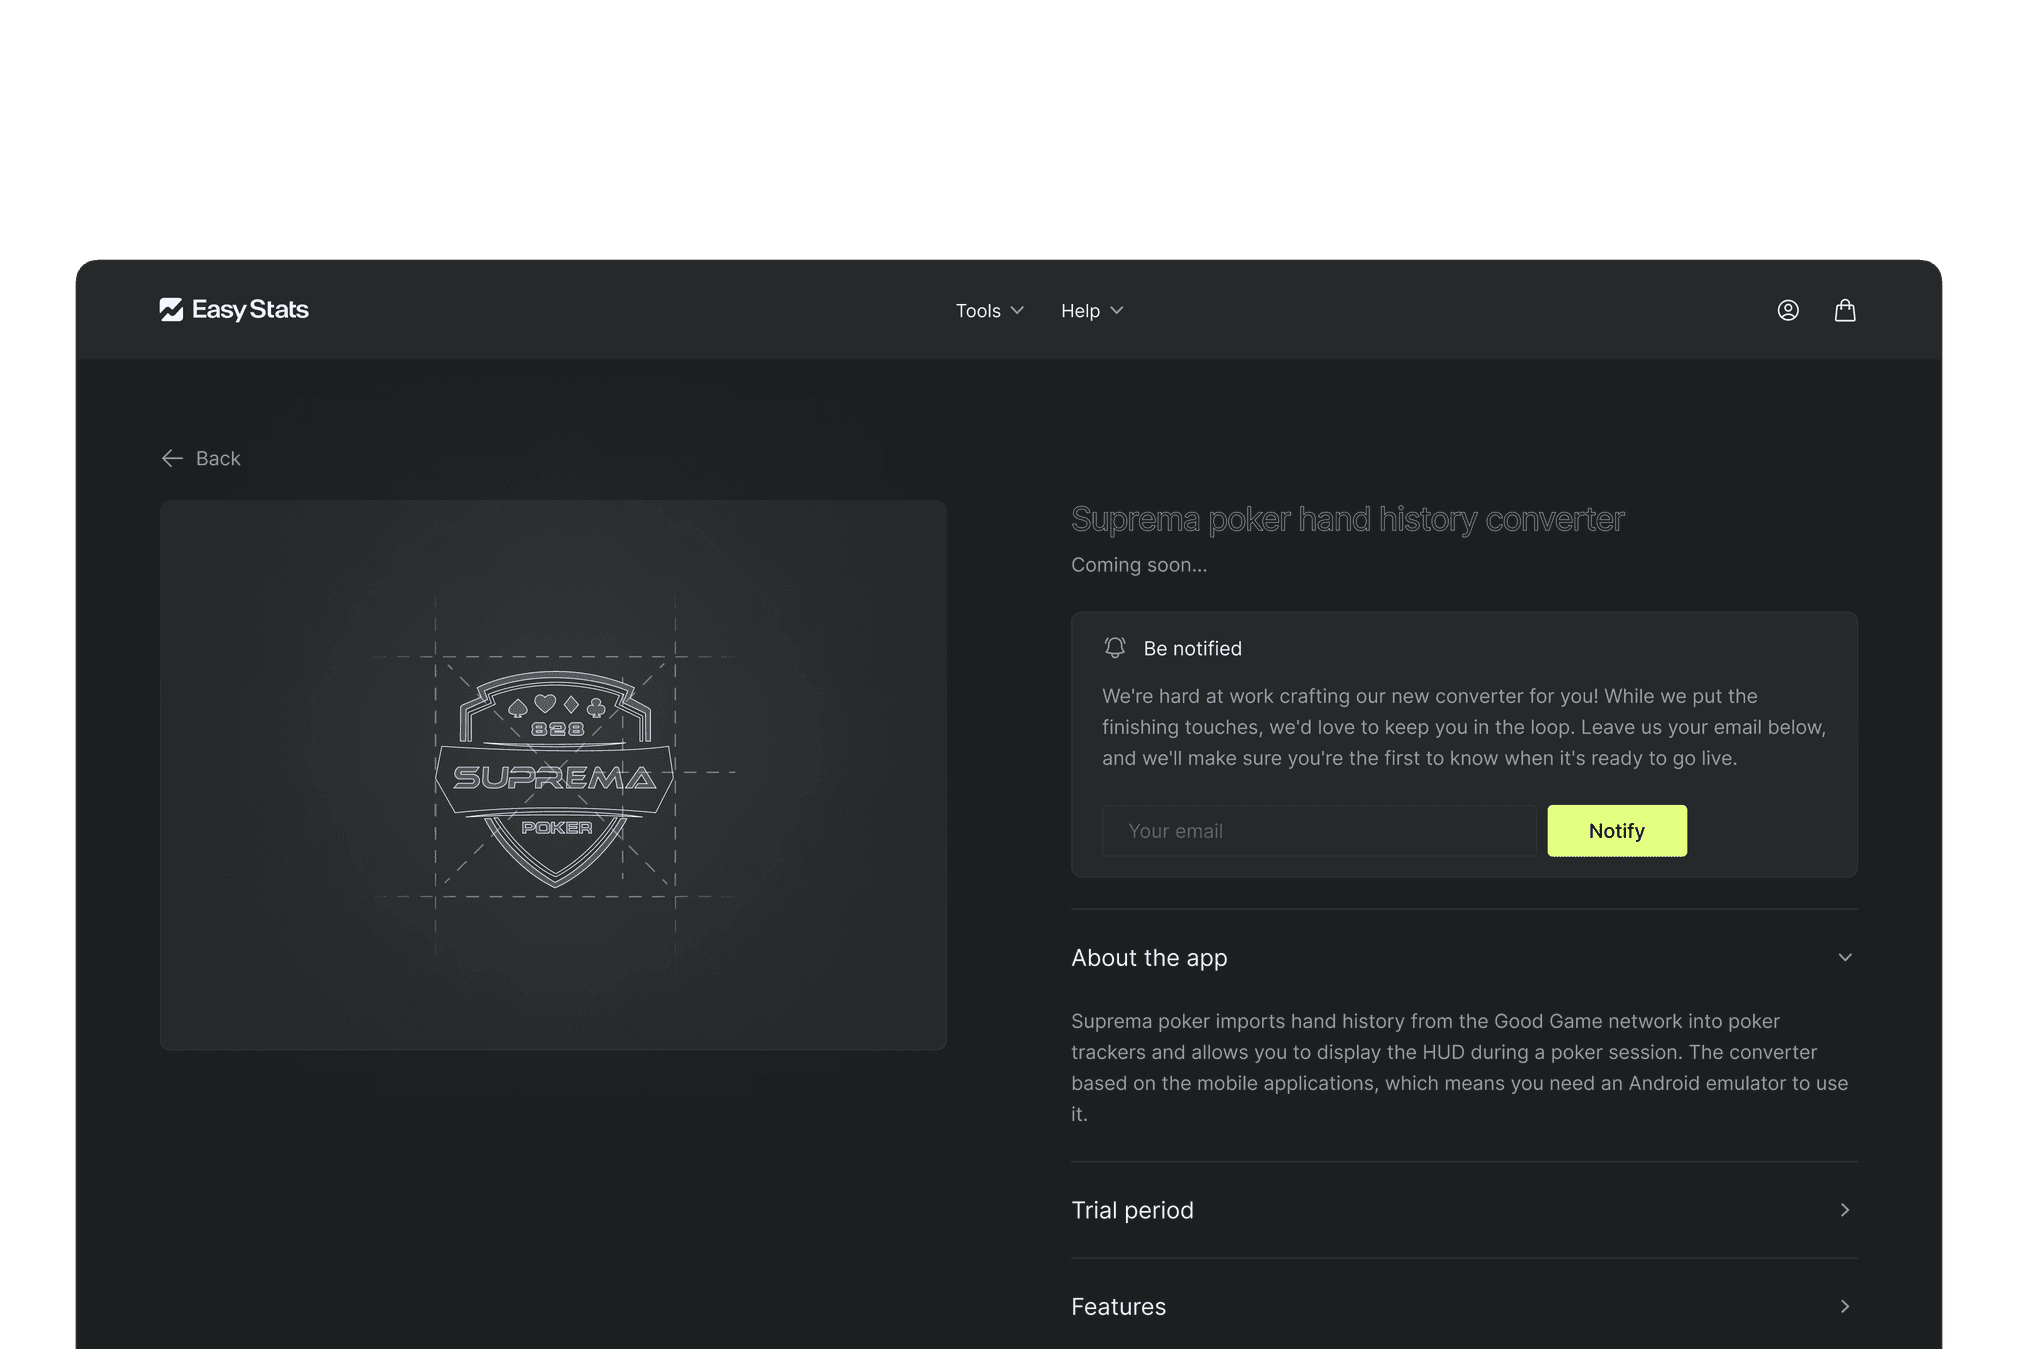 Easy Stats
Tools
Help
Back
828
SUPREMA
POKER
Suprema poker hand history converter
Coming soon...
Be notified
We're hard at work crafting our new converter for you! While we put the
finishing touches, we'd love to keep you in the loop. Leave us your email below,
and we'll make sure you're the first to know when it's ready to go live.
Your email
Notify
About the app
Suprema poker imports hand history from the Good Game network into poker
trackers and allows you to display the HUD during a poker session. The converter
based on the mobile applications, which means you need an Android emulator to use
it.
Trial period
Features